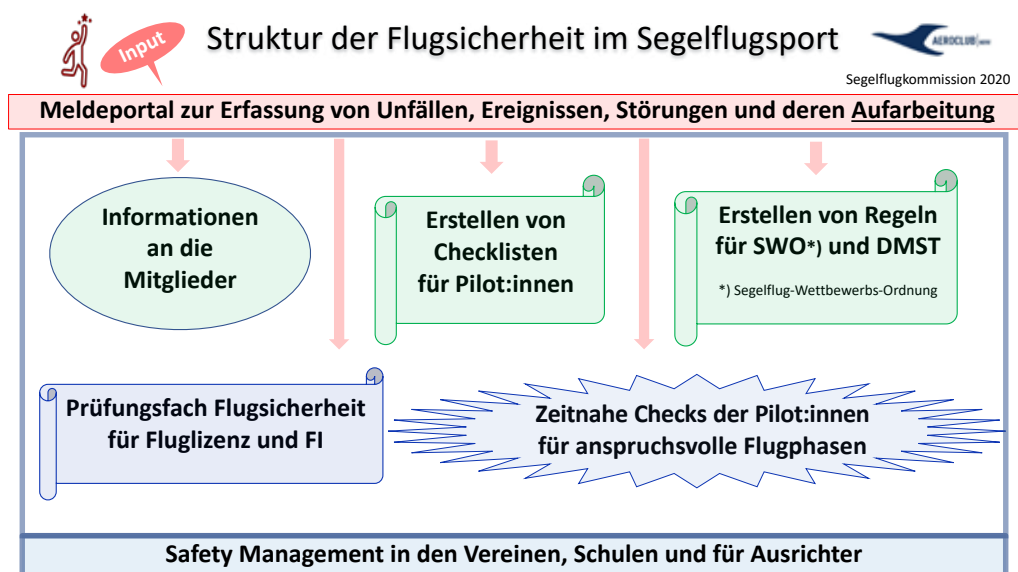 Input
Struktur der Flugsicherheit im Segelflugsport
AEROCLUB
Segelflugkommission 2020
Meldeportal zur Erfassung von Unfällen, Ereignissen, Störungen und deren Aufarbeitung
Informationen
an die
Mitglieder
Erstellen von
Checklisten
für Pilot:innen
Erstellen von Regeln
für SWO*) und DMST
*) Segelflug-Wettbewerbs-Ordnung
Prüfungsfach Flugsicherheit
für Fluglizenz und FI
Zeitnahe Checks der Pilot:innen
für anspruchsvolle Flugphasen
Safety Management in den Vereinen, Schulen und für Ausrichter